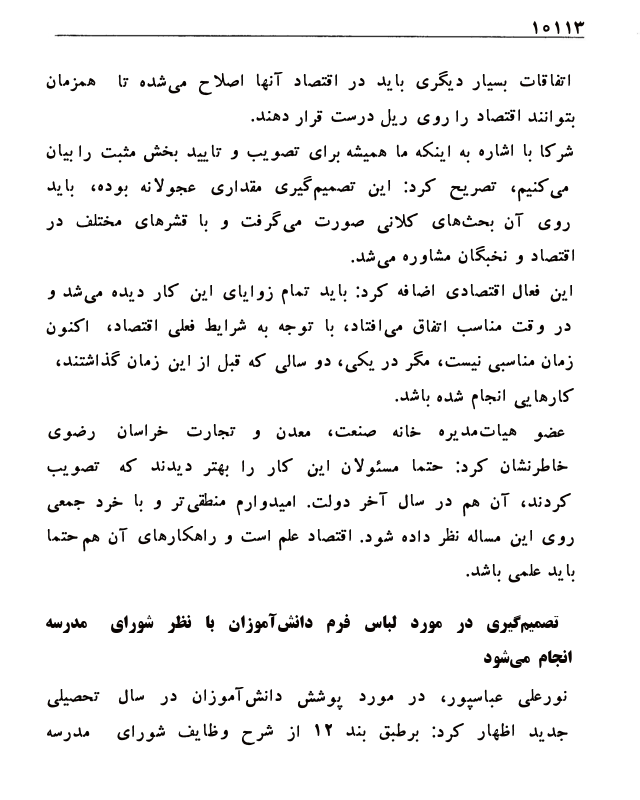 ۱۰۱۱۳
اتفاقات بسیار دیگری باید در اقتصاد آنها اصلاح می‌شده تا همزمان
بتوانند اقتصاد را روی ریل درست قرار دهند.
شرکا با اشاره به اینکه ما همیشه برای تصویب و تایید بخش مثبت را بیان
می‌کنیم، تصریح کرد: این تصمیم‌گیری مقداری عجولانه بوده، باید
روی آن بحث‌های کلانی صورت می‌گرفت و با قشرهای مختلف در
اقتصاد و نخبگان مشاوره می‌شد.
این فعال اقتصادی اضافه کرد: باید تمام زوایای این کار دیده می‌شد و
در وقت مناسب اتفاق می‌افتاد، با توجه به شرایط فعلی اقتصاد، اکنون
زمان مناسبی نیست، مگر در یکی، دو سالی که قبل از این زمان گذاشتند،
کارهایی انجام شده باشد.
عضو هیات‌مدیره خانه صنعت، معدن و تجارت خراسان رضوی
خاطرنشان کرد: حتما مسئولان این کار را بهتر دیدند که تصویب
کردند، آن هم در سال آخر دولت. امیدوارم منطقی‌تر و با خرد جمعی
روی این مساله نظر داده شود. اقتصاد علم است و راهکارهای آن هم حتما
باید علمی باشد.
تصمیم‌گیری در مورد لباس فرم دانش‌آموزان با نظر شورای مدرسه
انجام می‌شود
نورعلی عباسپور، در مورد پوشش دانش‌آموزان در سال تحصیلی
جدید اظهار کرد: برطبق بند ۱۲ از شرح وظایف شورای مدرسه